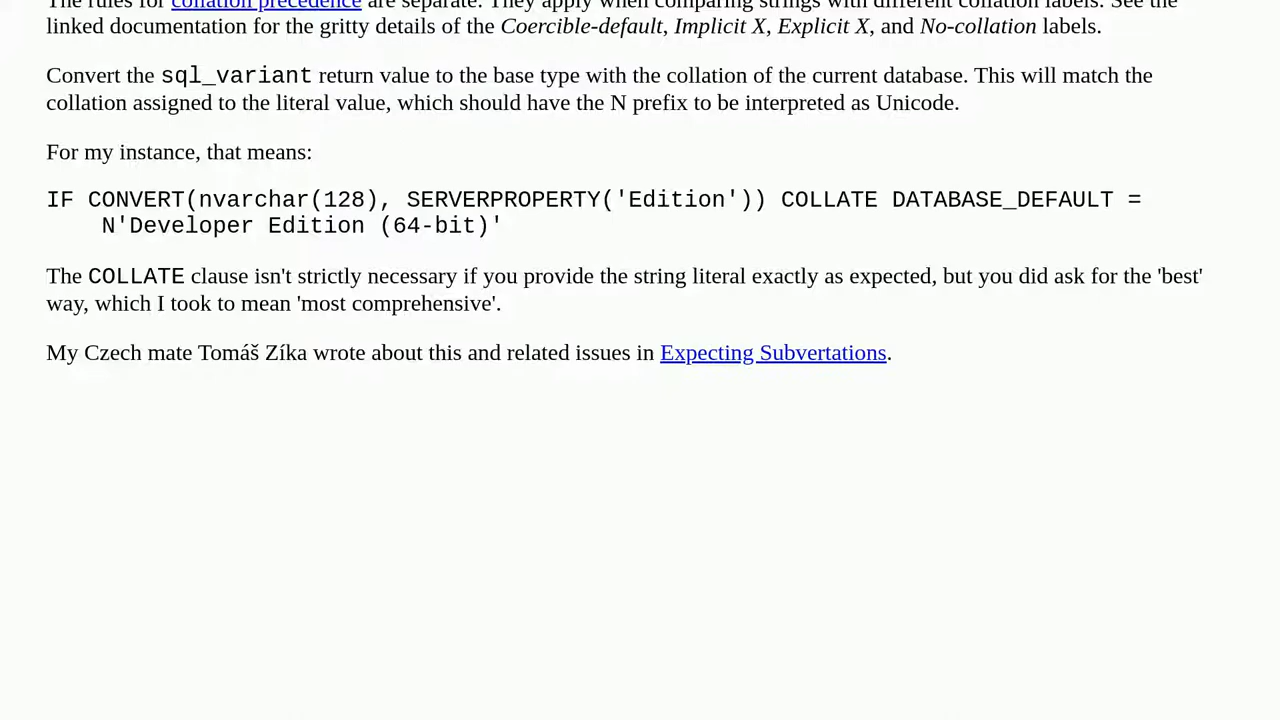 The rules for collation precedence are separate. They apply when comparing strings with different collation labels. See the
linked documentation for the gritty details of the Coercible-default, Implicit X, Explicit X, and No-collation labels.
Convert the sql_variant return value to the base type with the collation of the current database. This will match the
collation assigned to the literal value, which should have the N prefix to be interpreted as Unicode.
For my instance, that means:
IF CONVERT(nvarchar(128), SERVERPROPERTY('Edition')) COLLATE DATABASE_DEFAULT =
N'Developer Edition (64-bit)'
The COLLATE clause isn't strictly necessary if you provide the string literal exactly as expected, but you did ask for the 'best'
way, which I took to mean 'most comprehensive'.
My Czech mate Tomáš Zíka wrote about this and related issues in Expecting Subvertations.